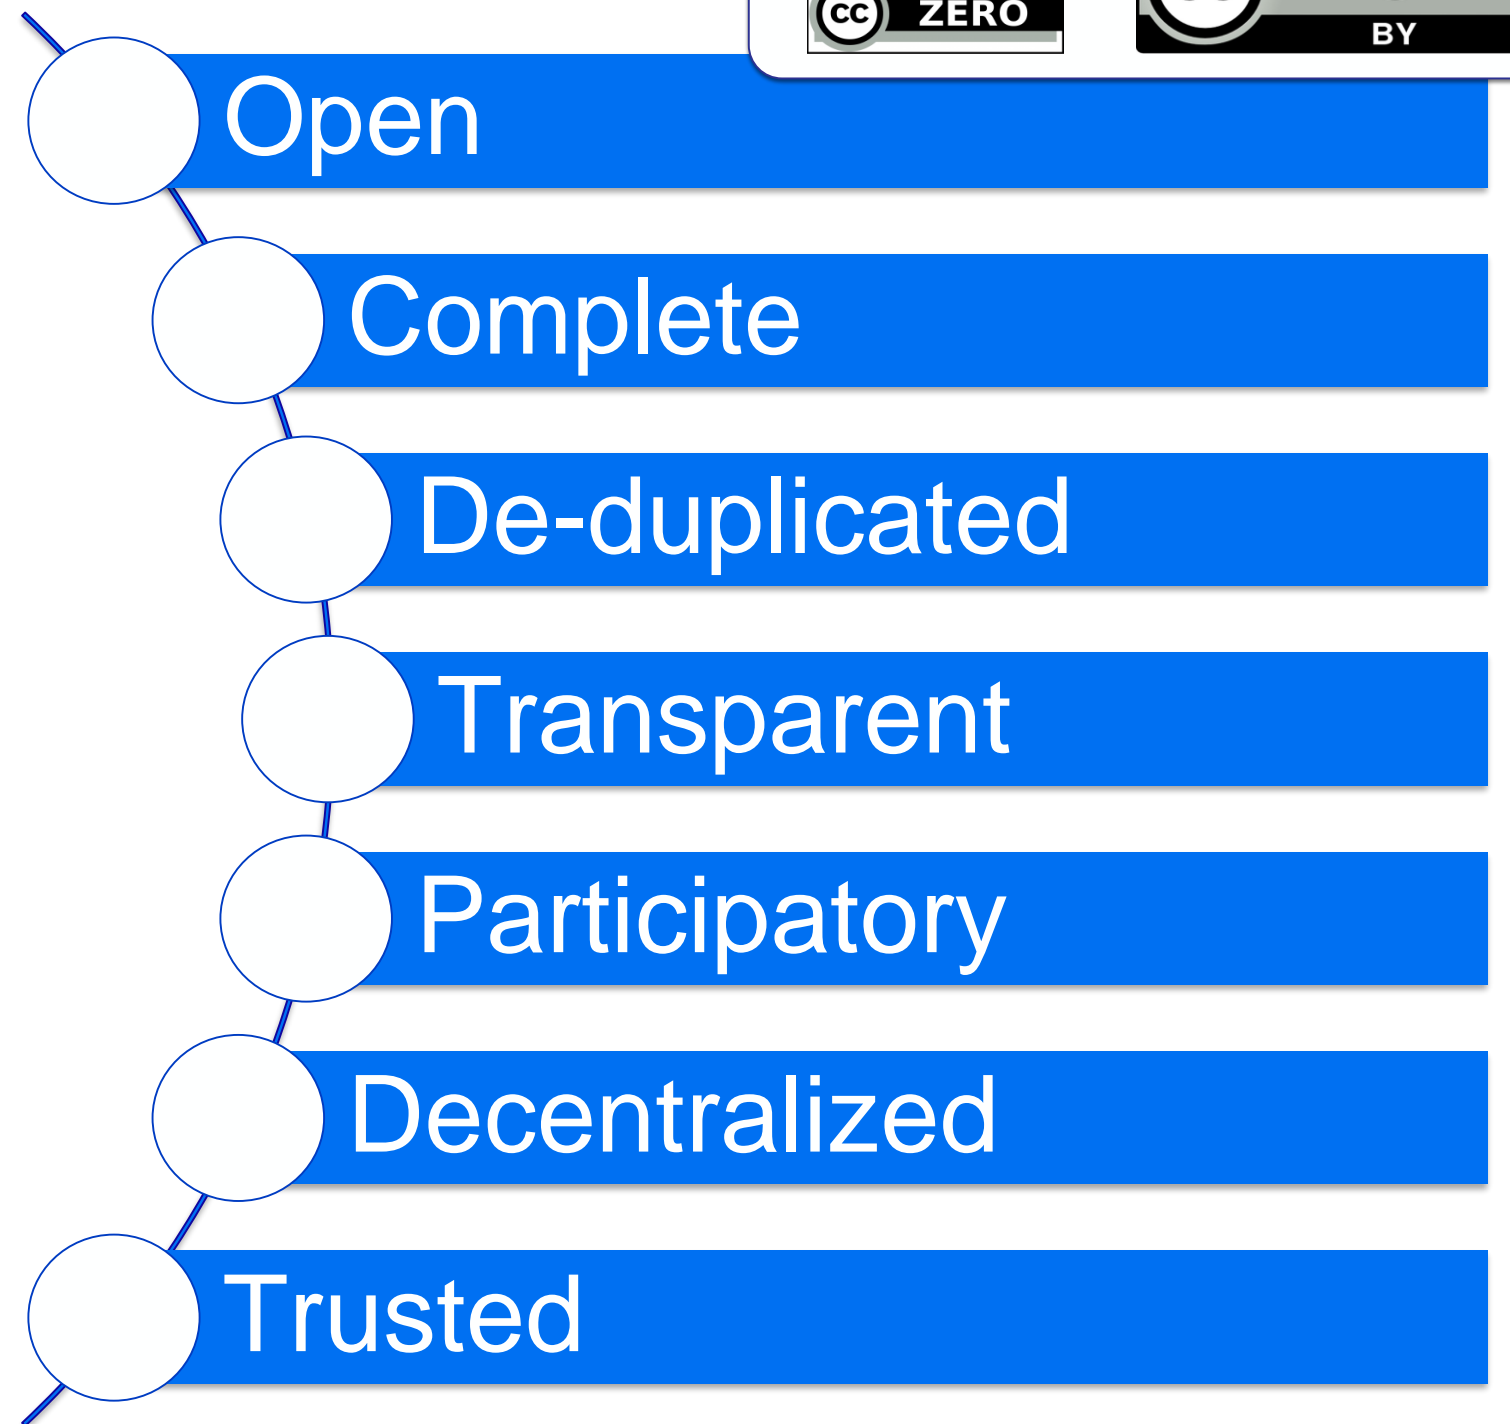 cc ZERO
BY
Open
Complete
De-duplicated
Transparent
Participatory
Decentralized
Trusted